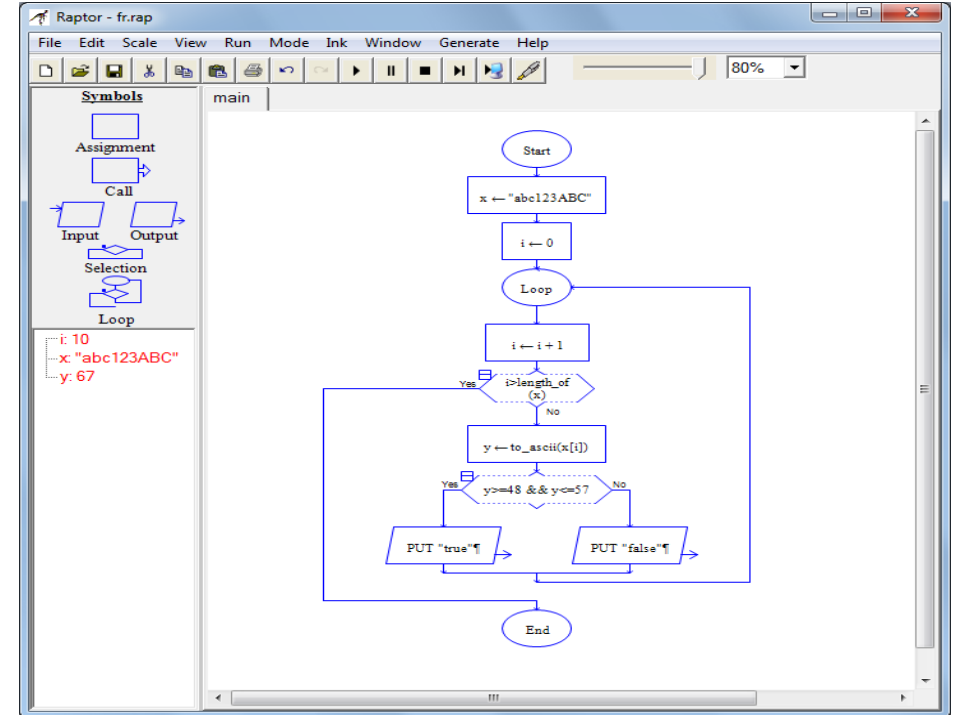 Raptor - fr.rap
File Edit Scale View Run Mode Ink Window Generate Help
80%
Symbols
Assignment
Call
Input Output
Selection
Loop
i: 10
x: "abc123ABC"
y: 67
main
Start
x ← "abc123ABC"
i ← 0
Loop
i ← i + 1
Yes
i>length_of
(x)
No
y ← to_ascii(x[i])
Yes
y>=48 && y<=57
No
PUT "true"¶
PUT "false"¶
End